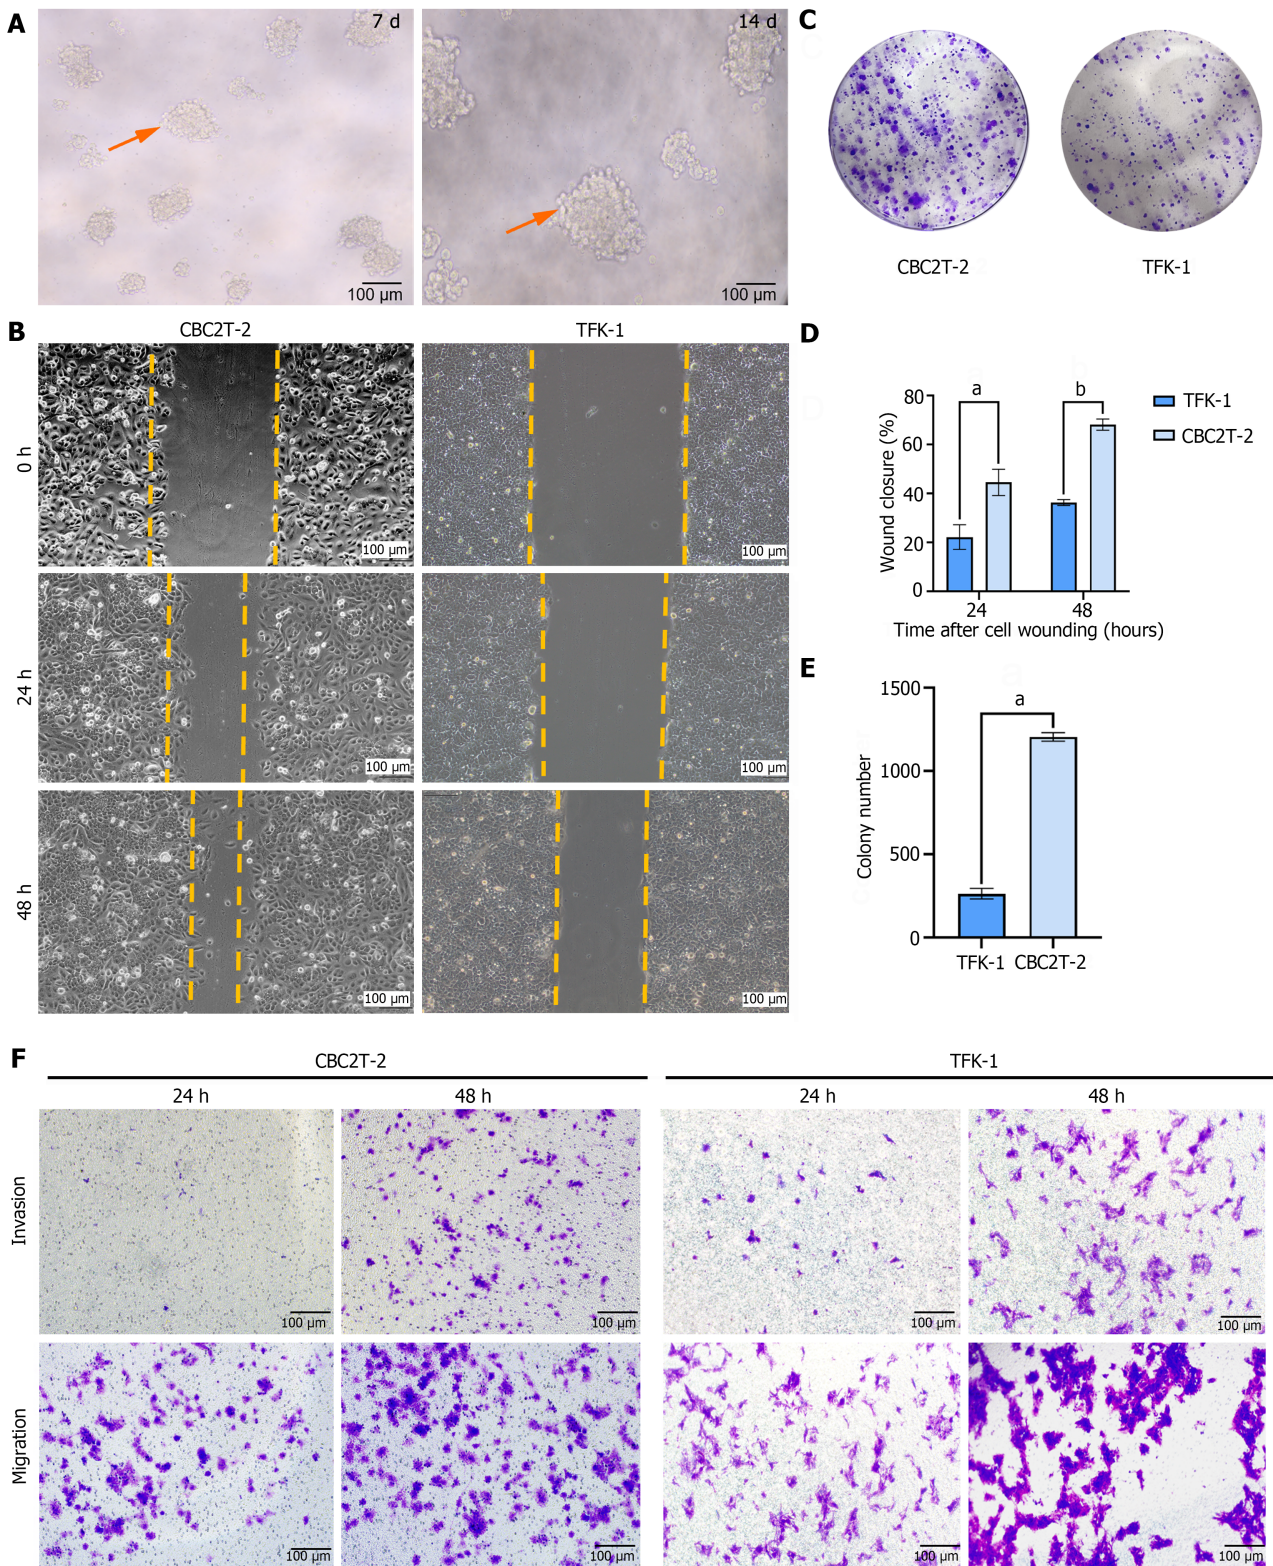 A
7 d
100 µm
14 d
100 µm
B
CBC2T-2
TFK-1
0 h
100 µm
100 µm
24 h
100 µm
100 µm
48 h
100 µm
100 µm
C
CBC2T-2
TFK-1
D
Wound closure (%)
80
60
40
20
0
a
b
24
48
Time after cell wounding (hours)
TFK-1
CBC2T-2
E
Colony number
1500
1000
500
0
a
TFK-1
CBC2T-2
F
CBC2T-2
TFK-1
24 h
48 h
24 h
48 h
Invasion
100 µm
100 µm
100 µm
100 µm
Migration
100 µm
100 µm
100 µm
100 µm